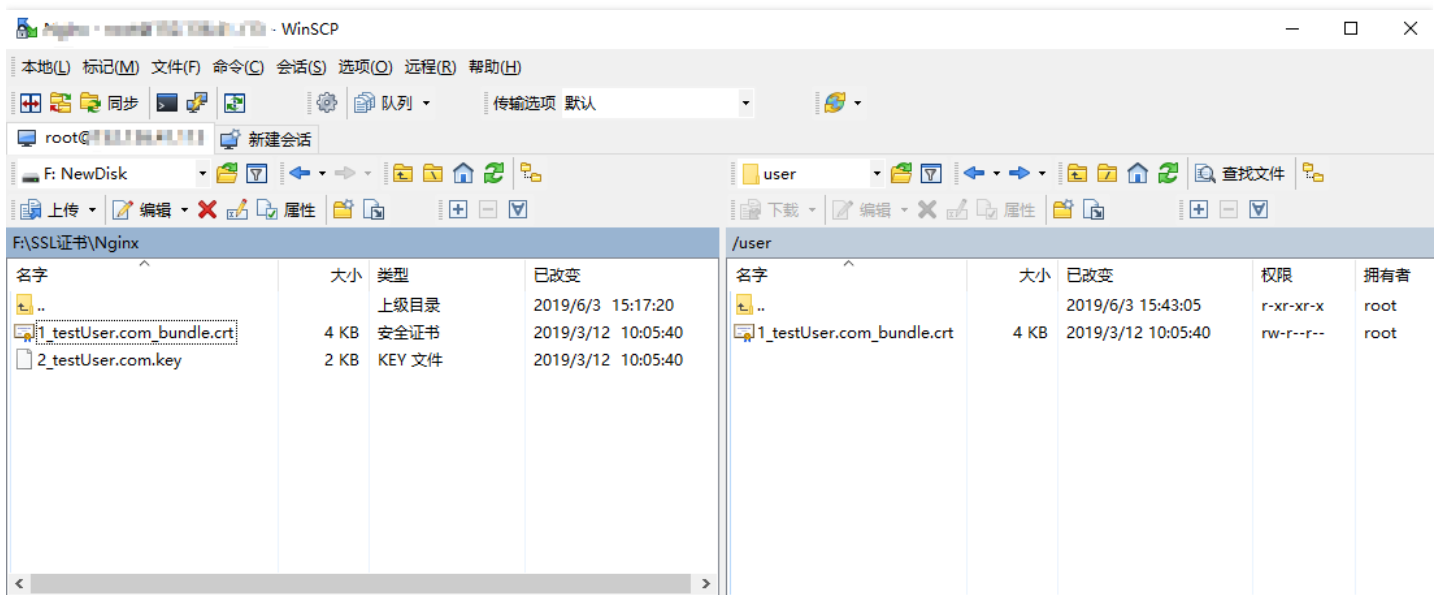 - WinSCP
本地(L) 标记(M) 文件(F) 命令(C) 会话(S) 选项(O) 远程(R) 帮助(H)
同步 队列 传输选项 默认
root@ 新建会话
F: NewDisk
user 查找文件
上传 编辑 属性
下载 编辑 属性
F:\SSL证书\Nginx
名字 大小 类型 已改变
.. 上级目录 2019/6/3 15:17:20
1_testUser.com_bundle.crt 4 KB 安全证书 2019/3/12 10:05:40
2_testUser.com.key 2 KB KEY 文件 2019/3/12 10:05:40
/user
名字 大小 已改变 权限 拥有者
.. 2019/6/3 15:43:05 r-xr-xr-x root
1_testUser.com_bundle.crt 4 KB 2019/3/12 10:05:40 rw-r--r-- root